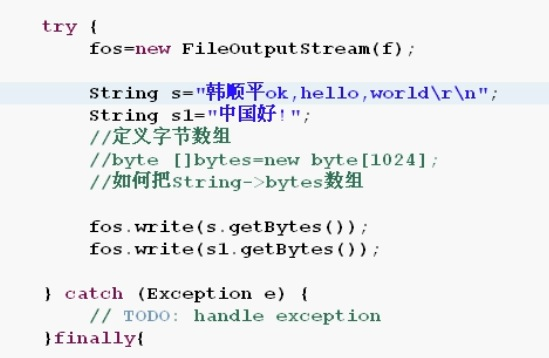 try {
fos=new FileOutputStream(f);
String s="韩顺平ok,hello,world\r\n";
String s1="中国好!";
//定义字节数组
//byte []bytes=new byte[1024];
//如何把String->bytes数组
fos.write(s.getBytes());
fos.write(s1.getBytes());
} catch (Exception e) {
// TODO: handle exception
}finally{